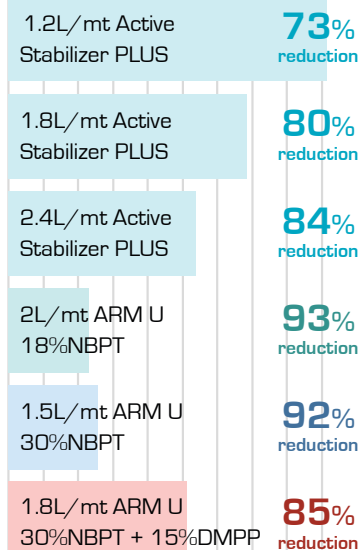 1.2L/mt Active
Stabilizer PLUS
73%
reduction
1.8L/mt Active
Stabilizer PLUS
80%
reduction
2.4L/mt Active
Stabilizer PLUS
84%
reduction
2L/mt ARM U
18%NBPT
93%
reduction
1.5L/mt ARM U
30%NBPT
92%
reduction
1.8L/mt ARM U
30%NBPT + 15%DMPP
85%
reduction